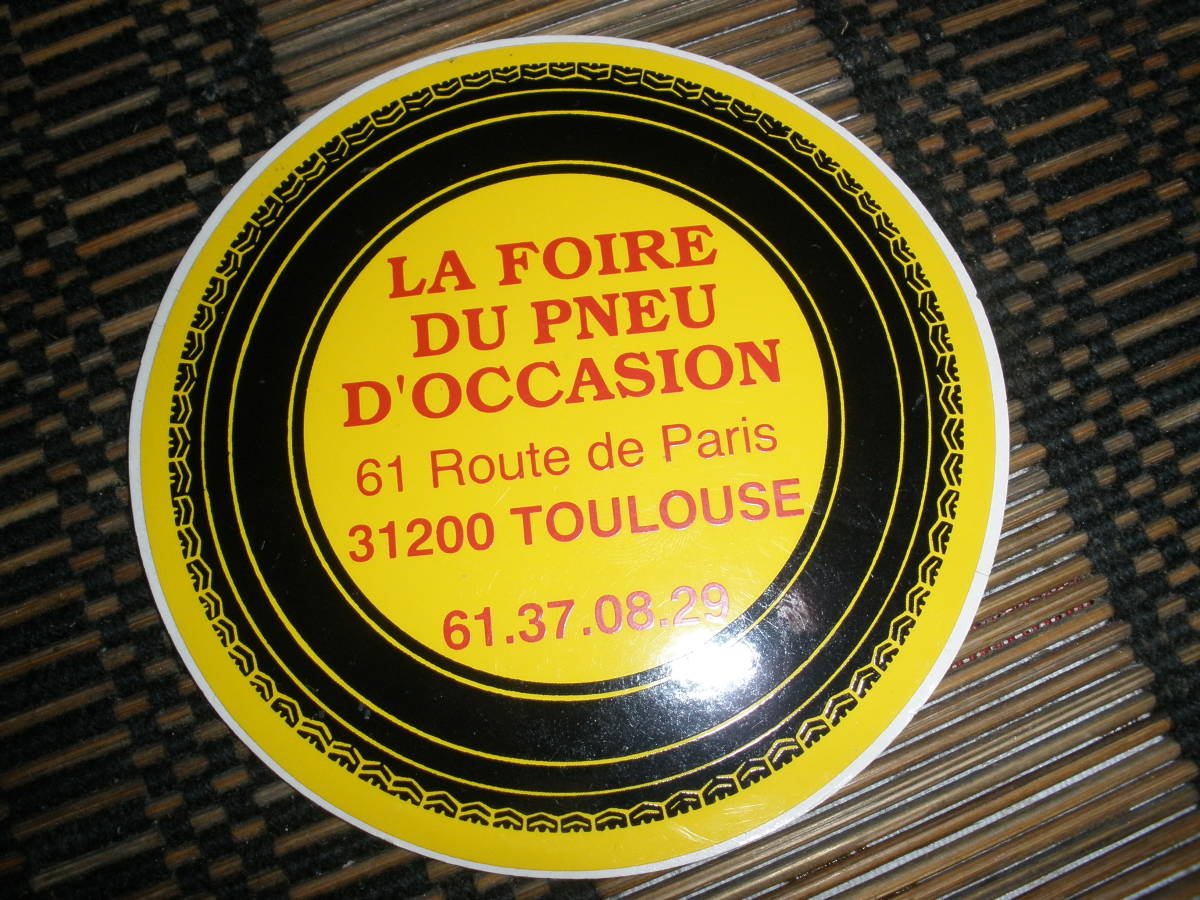 LA FOIRE
DU PNEU
D'OCCASION
61 Route de Paris
31200 TOULOUSE
61.37.08.29